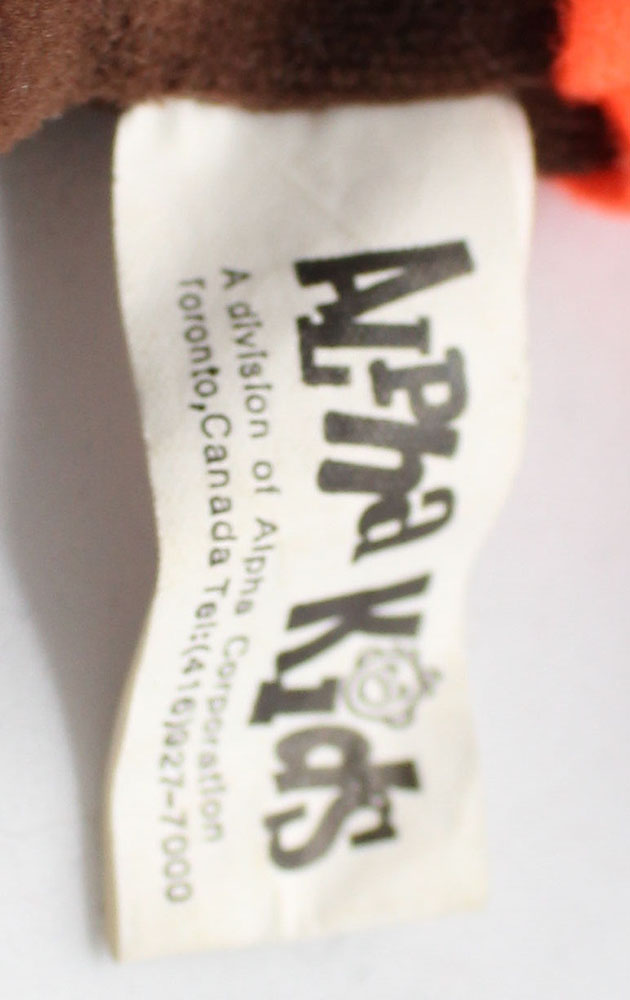 ALPha Kids
A division of Alpha Corporation
Toronto,Canada Tel:(416)927-7000